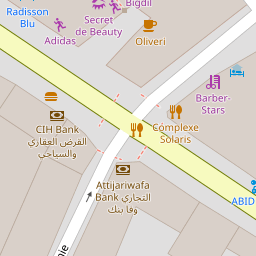 Bigdil
Radisson
Blu
Secret
de Beauty
Adidas
Oliveri
Barber-
Stars
CIH Bank
القرض العقاري
والسياحي
Complexe
Solaris
Attijariwafa
Bank التجاري
وفا بنك
ABID